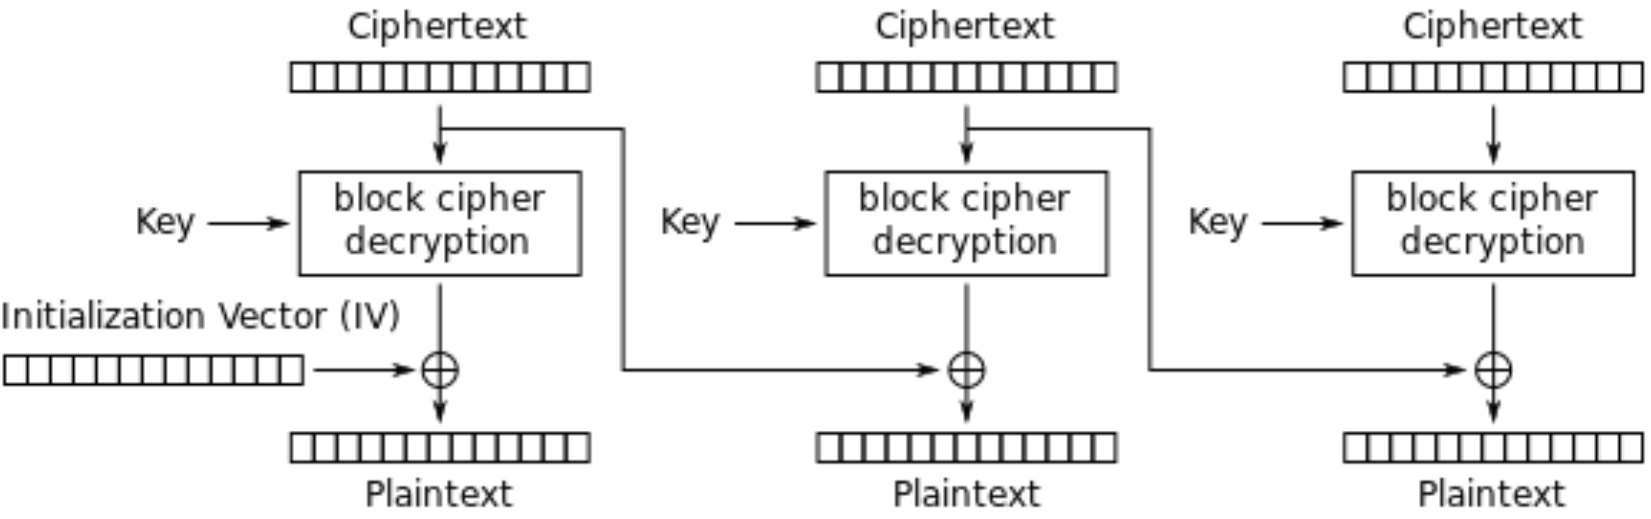 Ciphertext
Ciphertext
Ciphertext
Key
block cipher
decryption
Key
block cipher
decryption
Key
block cipher
decryption
Initialization Vector (IV)
Plaintext
Plaintext
Plaintext